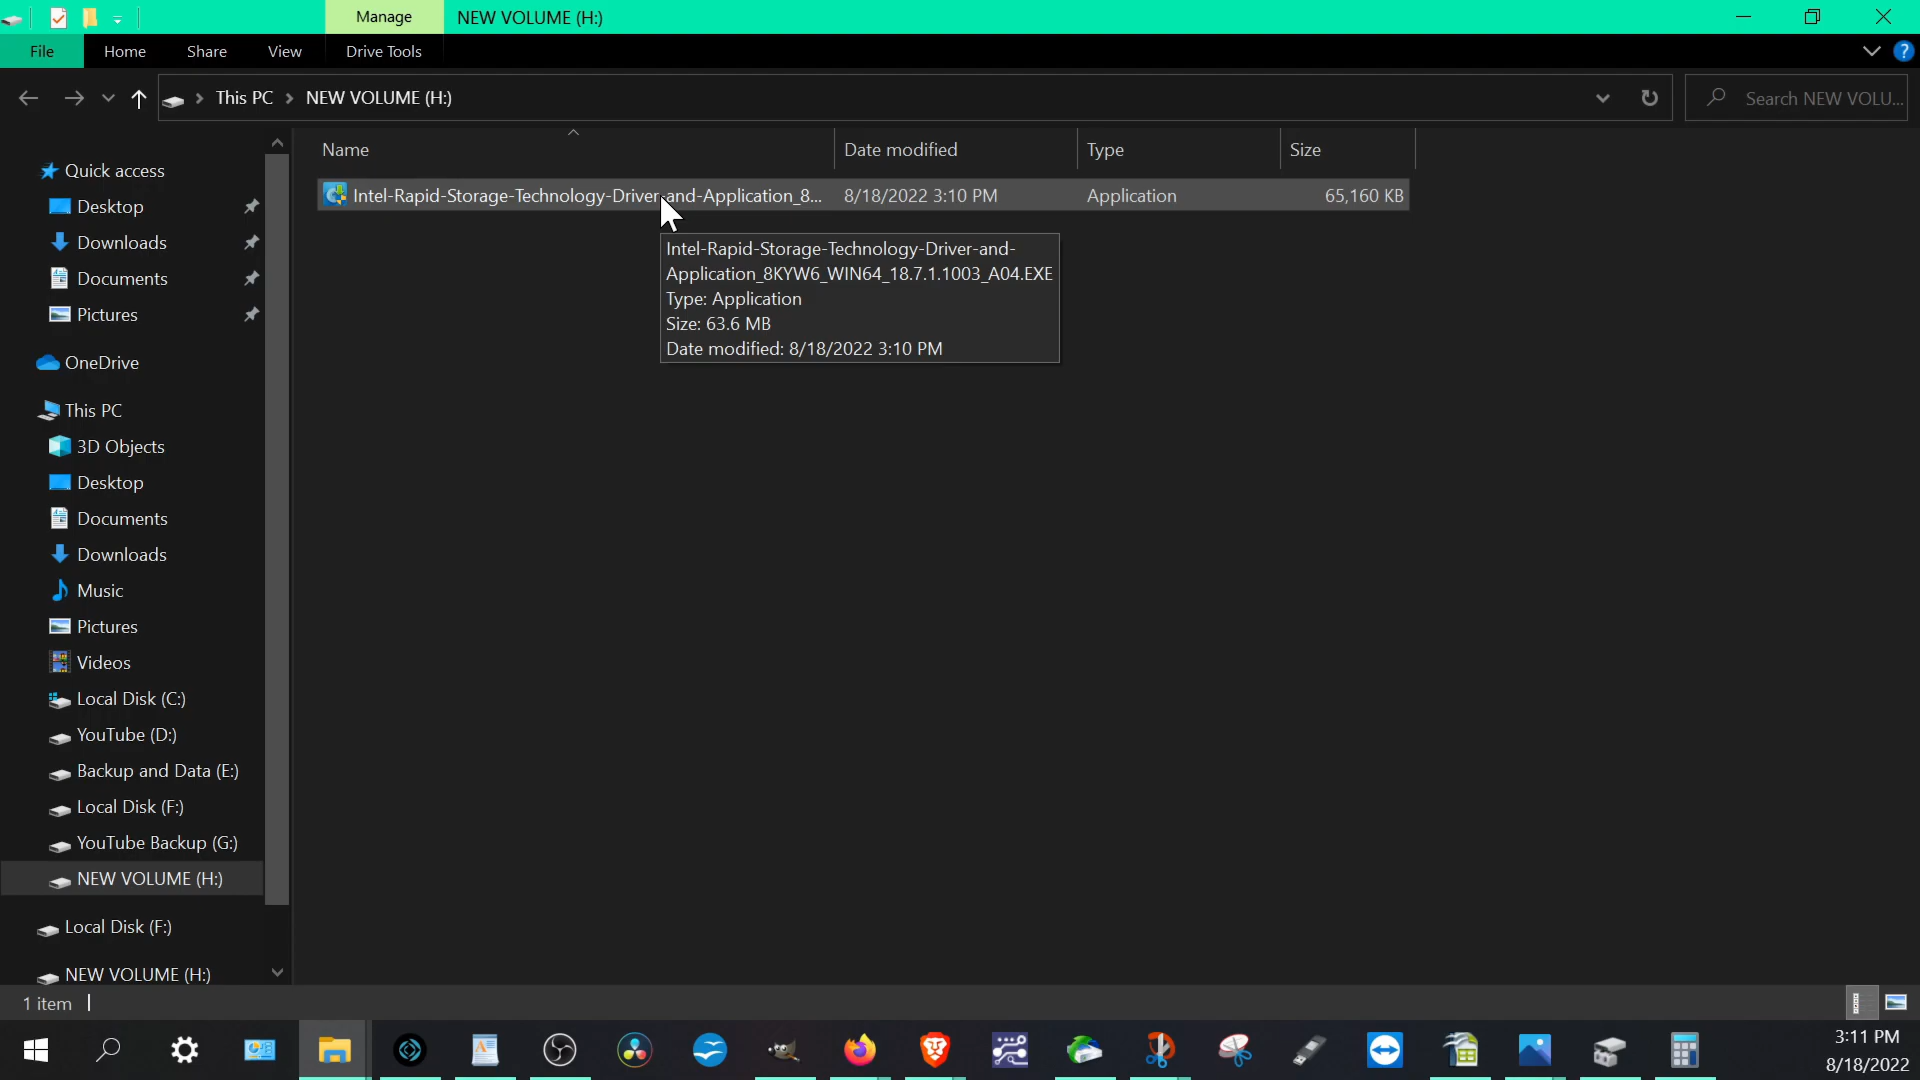 Manage
NEW VOLUME (H:)
File
Home
Share
View
Drive Tools
?
This PC
NEW VOLUME (H:)
Search NEW VOLU...
Name
Date modified
Type
Size
Intel-Rapid-Storage-Technology-Driver-and-Application_8...
8/18/2022 3:10 PM
Application
65,160 KB
Intel-Rapid-Storage-Technology-Driver-and-
Application_8KYW6_WIN64_18.7.1.1003_A04.EXE
Type: Application
Size: 63.6 MB
Date modified: 8/18/2022 3:10 PM
Quick access
Desktop
Downloads
Documents
Pictures
OneDrive
This PC
3D Objects
Desktop
Documents
Downloads
Music
Pictures
Videos
Local Disk (C:)
YouTube (D:)
Backup and Data (E:)
Local Disk (F:)
YouTube Backup (G:)
NEW VOLUME (H:)
Local Disk (F:)
NEW VOLUME (H:)
1 item
3:11 PM
8/18/2022